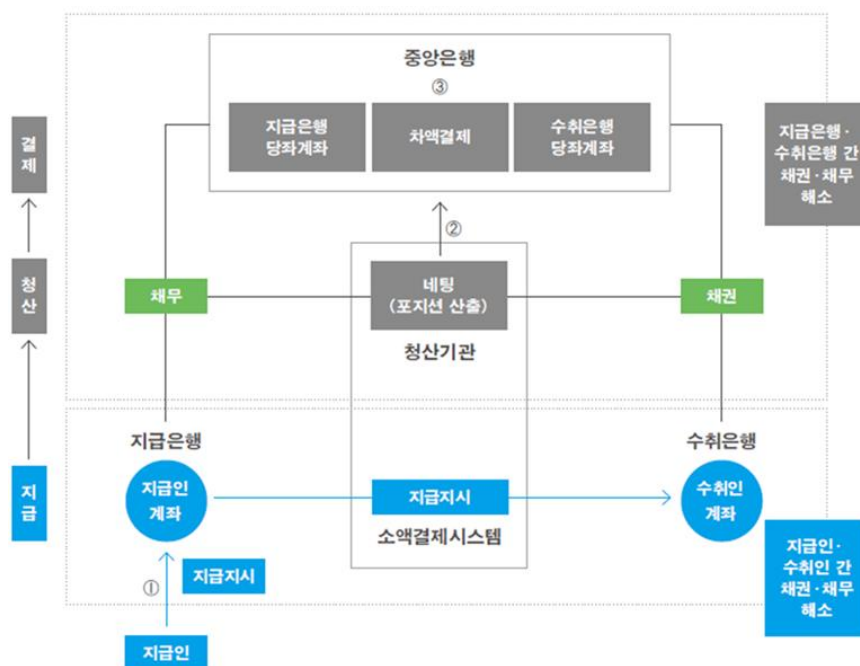 중앙은행
③
지급은행
당좌계좌
차액결제
수취은행
당좌계좌
지급은행·
수취은행 간
채권·채무
해소
결
제
②
청
산
채무
네팅
(포지션 산출)
채권
청산기관
지급은행
수취은행
지
급
지급인
계좌
지급지시
수취인
계좌
소액결제시스템
지급인·
수취인 간
채권·채무
해소
①
지급지시
지급인